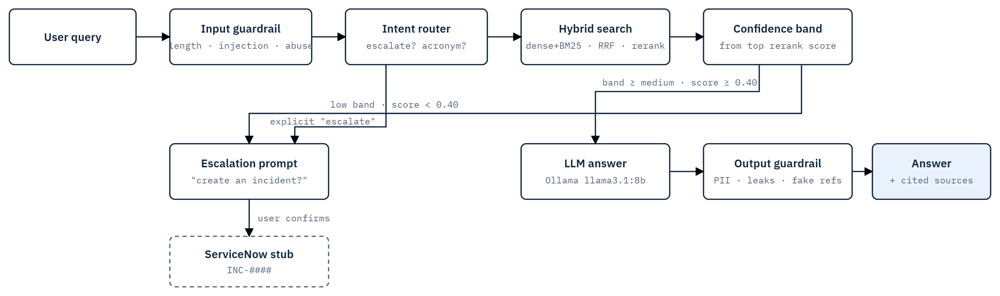 User query
Input guardrail
length · injection · abuse
Intent router
escalate? acronym?
Hybrid search
dense+BM25 · RRF · rerank
Confidence band
from top rerank score
band ≥ medium · score ≥ 0.40
low band · score < 0.40
explicit "escalate"
Escalation prompt
"create an incident?"
LLM answer
Ollama llama3.1:8b
Output guardrail
PII · leaks · fake refs
Answer
+ cited sources
user confirms
ServiceNow stub
INC-####